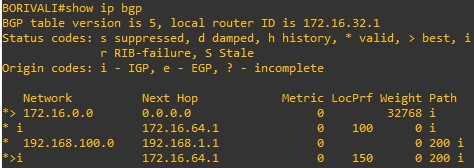 BORIVALI#show ip bgp
BGP table version is 5, local router ID is 172.16.32.1
Status codes: s suppressed, d damped, h history, * valid, > best, i
r RIB-failure, S Stale
Origin codes: i - IGP, e - EGP, ? - incomplete
Network Next Hop Metric LocPrf Weight Path
*> 172.16.0.0 0.0.0.0 0 32768 i
* i 172.16.64.1 0 100 0 i
* 192.168.100.0 192.168.1.1 0 0 200 i
*>i 172.16.64.1 0 150 0 200 i